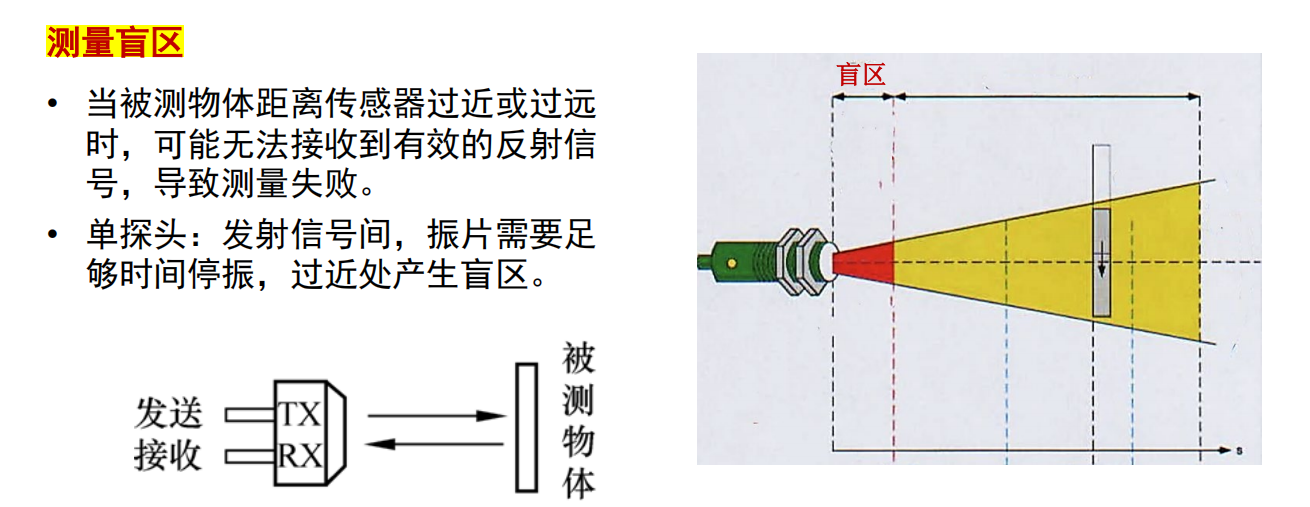 测量盲区
• 当被测物体距离传感器过近或过远
时，可能无法接收到有效的反射信
号，导致测量失败。
• 单探头：发射信号间，振片需要足
够时间停振，过近处产生盲区。
发送
接收
TX
RX
被
测
物
体
盲区
s